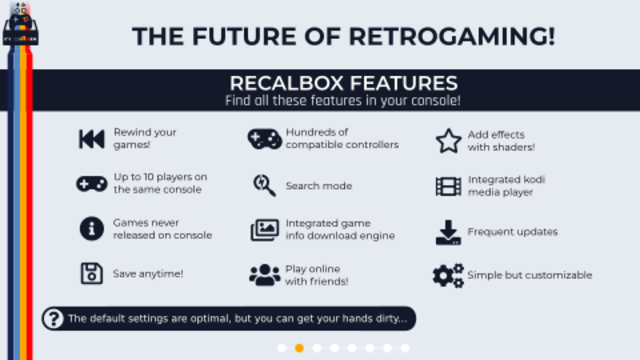 THE FUTURE OF RETROGAMING!
RECALBOX FEATURES
Find all these features in your console!
Rewind your
games!
Hundreds of
compatible controllers
Add effects
with shaders!
Up to 10 players on
the same console
Search mode
Integrated kodi
media player
Games never
released on console
Integrated game
info download engine
Frequent updates
Save anytime!
Play online
with friends!
Simple but customizable
The default settings are optimal, but you can get your hands dirty...